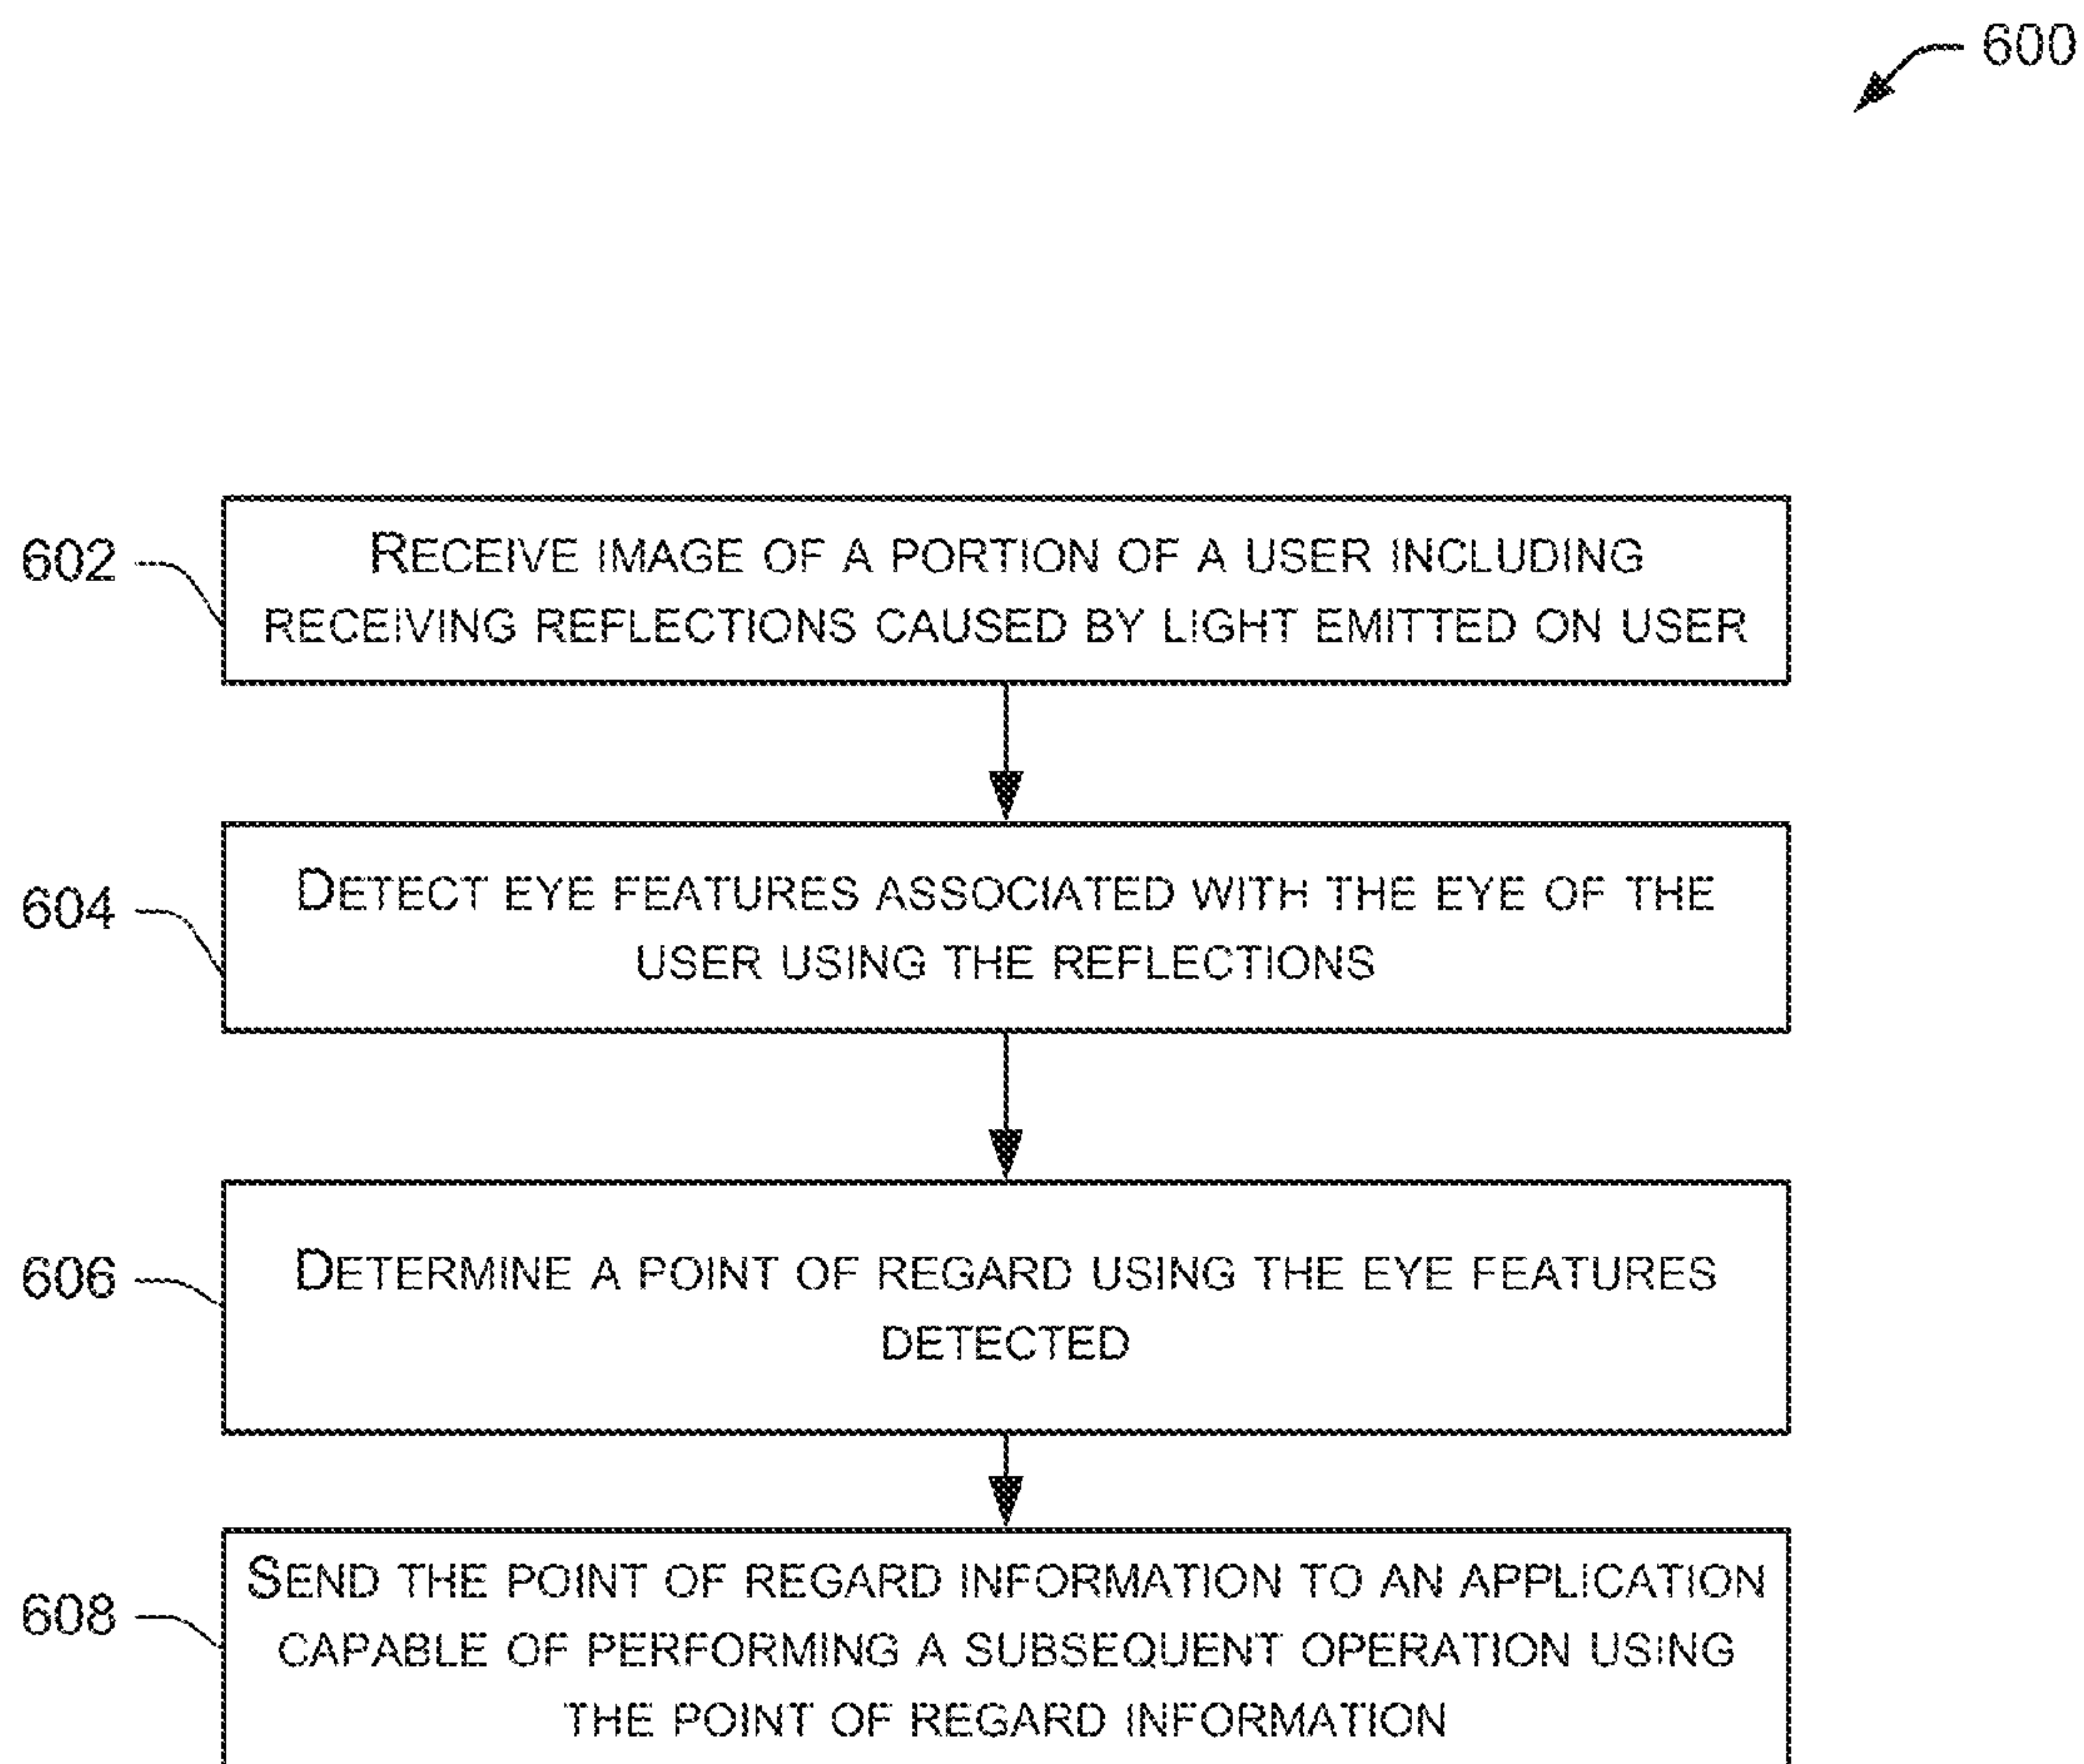 600
602
RECEIVE IMAGE OF A PORTION OF A USER INCLUDING
RECEIVING REFLECTIONS CAUSED BY LIGHT EMITTED ON USER
604
DETECT EYE FEATURES ASSOCIATED WITH THE EYE OF THE
USER USING THE REFLECTIONS
606
DETERMINE A POINT OF REGARD USING THE EYE FEATURES
DETECTED
608
SEND THE POINT OF REGARD INFORMATION TO AN APPLICATION
CAPABLE OF PERFORMING A SUBSEQUENT OPERATION USING
THE POINT OF REGARD INFORMATION